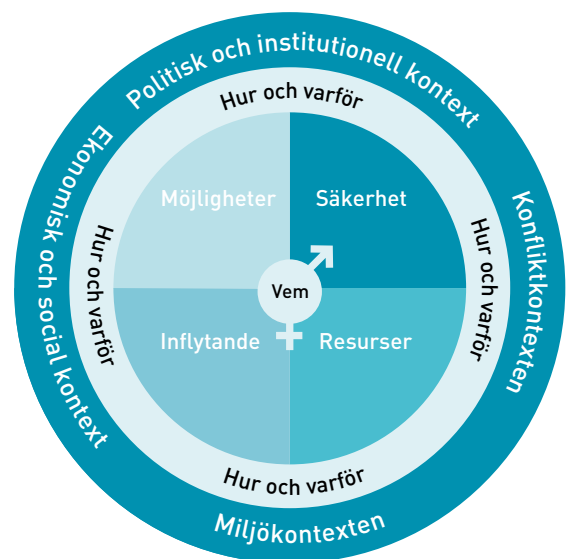 Politisk och institutionell kontext
Hur och varför
Ekonomisk och social kontext
Hur och varför
Möjligheter
Säkerhet
Vem
Inflytande
Resurser
Hur och varför
Konfliktkontexten
Hur och varför
Miljökontexten